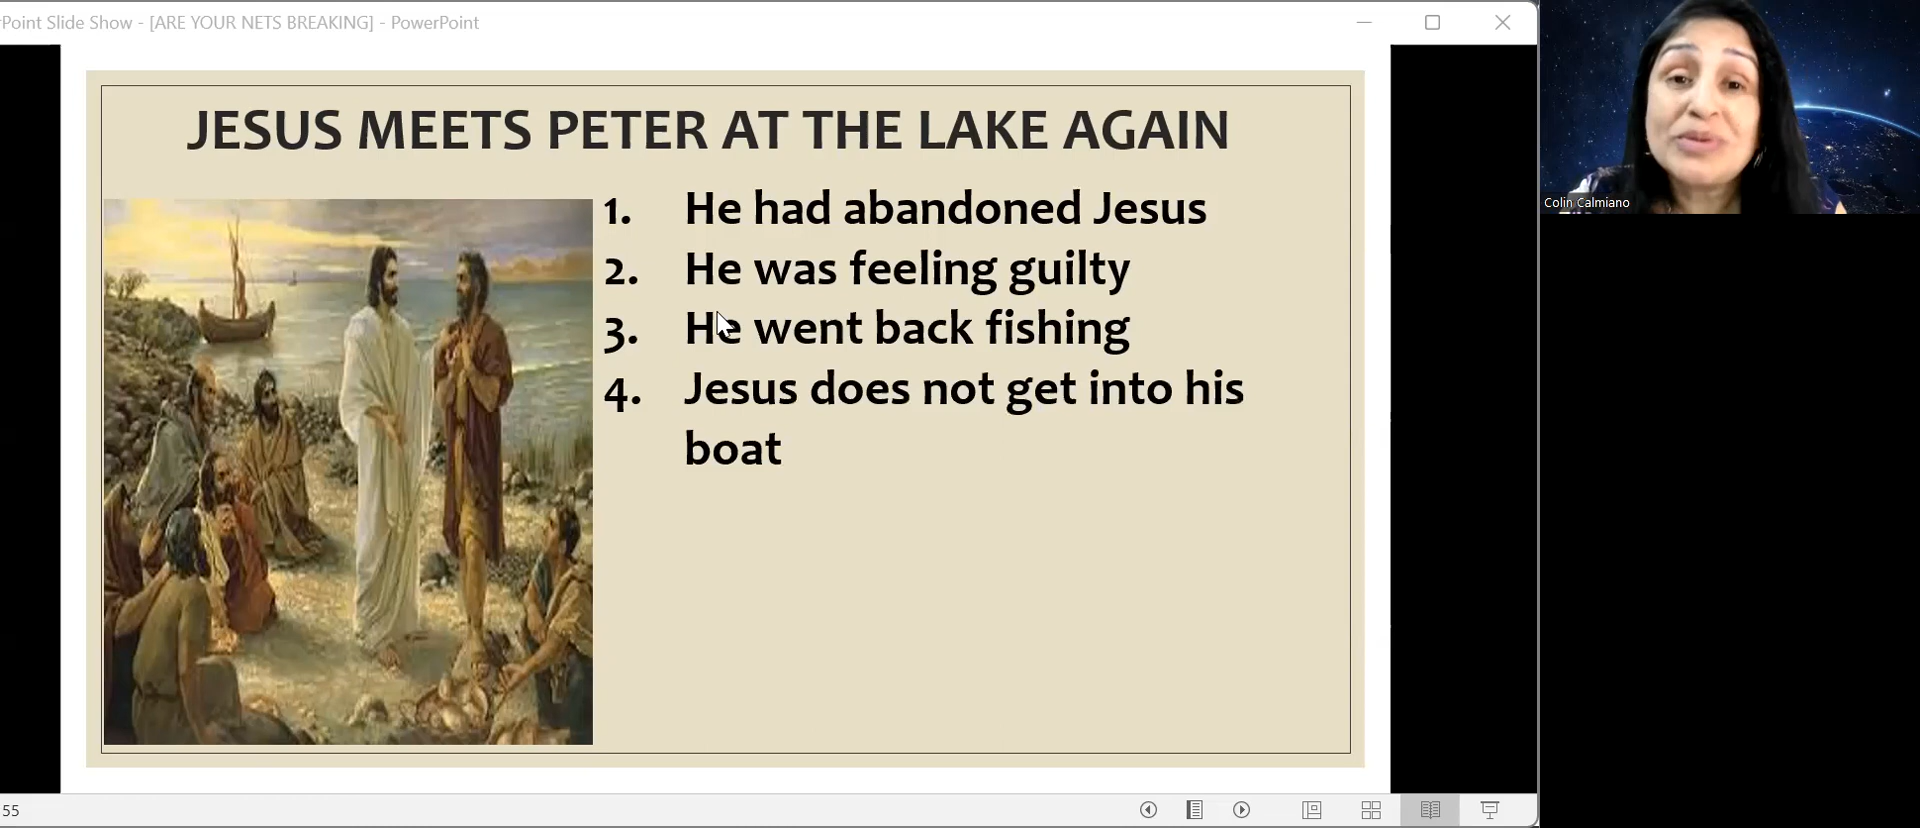 Point Slide Show - [ARE YOUR NETS BREAKING] - PowerPoint
JESUS MEETS PETER AT THE LAKE AGAIN
1. He had abandoned Jesus
2. He was feeling guilty
3. He went back fishing
4. Jesus does not get into his
boat
Colin Calmiano
55